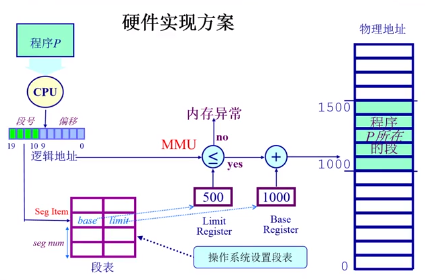 硬件实现方案
物理地址
程序P
CPU
段号 偏移
19 10 9 0
逻辑地址
内存异常
no
MMU
≤
yes
+
1500
程序
P所在
的段
1000
0
500
1000
Limit
Register
Base
Register
Seg Item
base limit
seg num
段表
操作系统设置段表